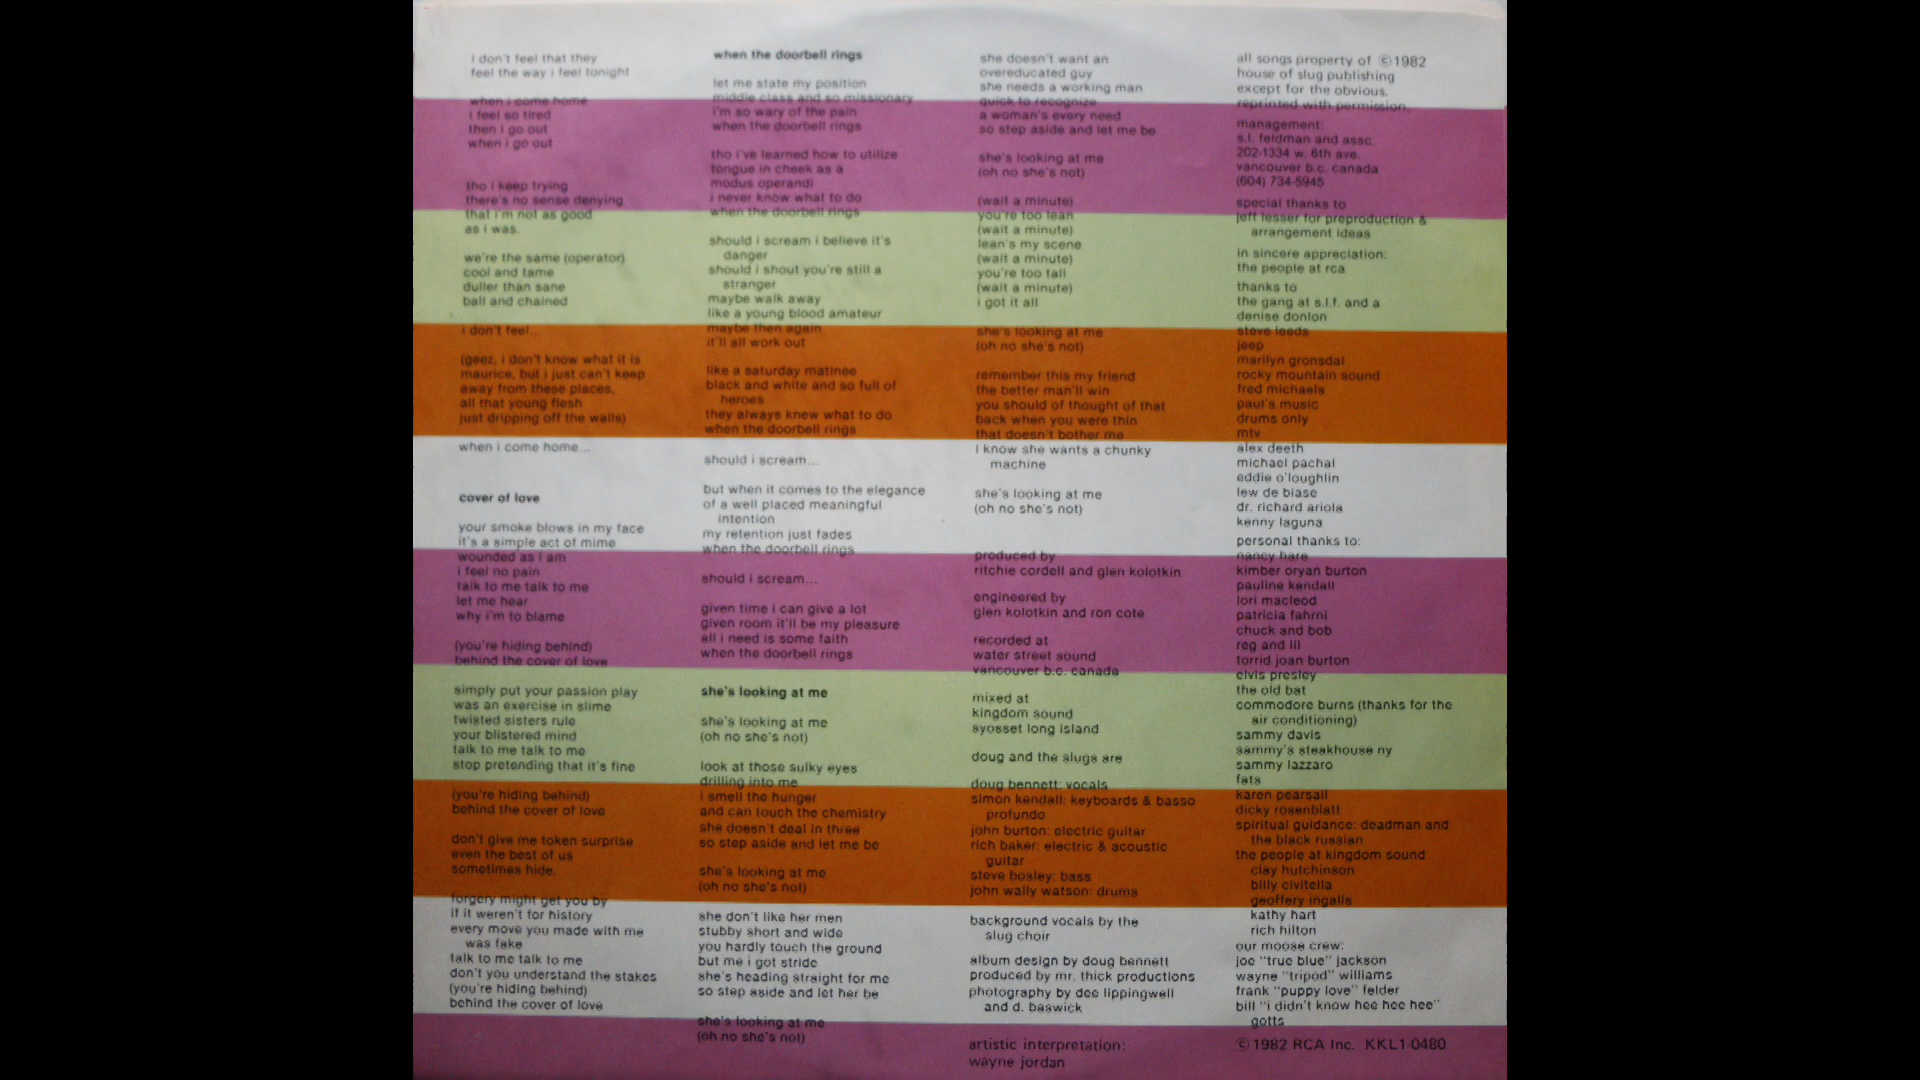 i don't feel that they
feel the way i feel tonight
when i come home
i feel so tired
then i go out
when i go out
tho i keep trying
there's no sense denying
that i'm not as good
as i was.
we're the same (operator)
cool and tame
duller than sane
ball and chained
i don't feel...
(geez, i don't know what it is
maurice, but i just can't keep
away from these places,
all that young flesh
just dripping off the walls)
when i come home...
cover of love
your smoke blows in my face
it's a simple act of mime
wounded as i am
i feel no pain
talk to me talk to me
let me hear
why i'm to blame
(you're hiding behind)
behind the cover of love
simply put your passion play
was an exercise in slime
twisted sisters rule
your blistered mind
talk to me talk to me
stop pretending that it's fine
(you're hiding behind)
behind the cover of love
don't give me token surprise
even the best of us
sometimes hide.
forgery might get you by
if it weren't for history
every move you made with me
was fake
talk to me talk to me
don't you understand the stakes
(you're hiding behind)
behind the cover of love
when the doorbell rings
let me state my position
middle class and so missionary
i'm so wary of the pain
when the doorbell rings
tho i've learned how to utilize
tongue in cheek as a
modus operandi
i never know what to do
when the doorbell rings
should i scream i believe it's
danger
should i shout you're still a
stranger
maybe walk away
like a young blood amateur
maybe then again
it'll all work out
like a saturday matinee
black and white and so full of
heroes
they always knew what to do
when the doorbell rings
should i scream...
but when it comes to the elegance
of a well placed meaningful
intention
my retention just fades
when the doorbell rings
should i scream...
given time i can give a lot
given room it'll be my pleasure
all i need is some faith
when the doorbell rings
she's looking at me
she's looking at me
(oh no she's not)
look at those sulky eyes
drilling into me
i smell the hunger
and can touch the chemistry
she doesn't deal in three
so step aside and let me be
she's looking at me
(oh no she's not)
she don't like her men
stubby short and wide
you hardly touch the ground
but me i got stride
she's heading straight for me
so step aside and let her be
she's looking at me
(oh no she's not)
she doesn't want an
overeducated guy
she needs a working man
quick to recognize
a woman's every need
so step aside and let me be
she's looking at me
(oh no she's not)
(wait a minute)
you're too lean
(wait a minute)
lean's my scene
(wait a minute)
you're too tall
(wait a minute)
i got it all
she's looking at me
(oh no she's not)
remember this my friend
the better man'll win
you should of thought of that
back when you were thin
that doesn't bother me
i know she wants a chunky
machine
she's looking at me
(oh no she's not)
produced by
ritchie cordell and glen kolotkin
engineered by
glen kolotkin and ron cote
recorded at
water street sound
vancouver b.c. canada
mixed at
kingdom sound
syosset long island
doug and the slugs are
doug bennett: vocals
simon kendall: keyboards & basso
profundo
john burton: electric guitar
rich baker: electric & acoustic
guitar
steve bosley: bass
john wally watson: drums
background vocals by the
slug choir
album design by doug bennett
produced by mr. thick productions
photography by dee lippingwell
and d. baswick
artistic interpretation:
wayne jordan
all songs property of ©1982
house of slug publishing
except for the obvious.
reprinted with permission.
management:
s.l. feldman and assc.
202-1334 w. 6th ave.
vancouver b.c. canada
(604) 734-5945
special thanks to
jeff lesser for preproduction &
arrangement ideas
in sincere appreciation:
the people at rca
thanks to
the gang at s.l.f. and a
denise donlon
steve leeds
jeep
marilyn gronsdal
rocky mountain sound
fred michaels
paul's music
drums only
mtv
alex deeth
michael pachal
eddie o'loughlin
lew de biase
dr. richard ariola
kenny laguna
personal thanks to:
nancy hare
kimber oryan burton
pauline kendall
lori macleod
patricia fahrni
chuck and bob
reg and lil
torrid joan burton
elvis presley
the old bat
commodore burns (thanks for the
air conditioning)
sammy davis
sammy's steakhouse ny
sammy lazzaro
fats
karen pearsall
dicky rosenblatt
spiritual guidance: deadman and
the black russian
the people at kingdom sound
clay hutchinson
billy civitella
geoffery ingalls
kathy hart
rich hilton
our moose crew:
joe "true blue" jackson
wayne "tripod" williams
frank "puppy love" felder
bill "i didn't know hee hee hee"
gotts
©1982 RCA Inc. KKL1-0480